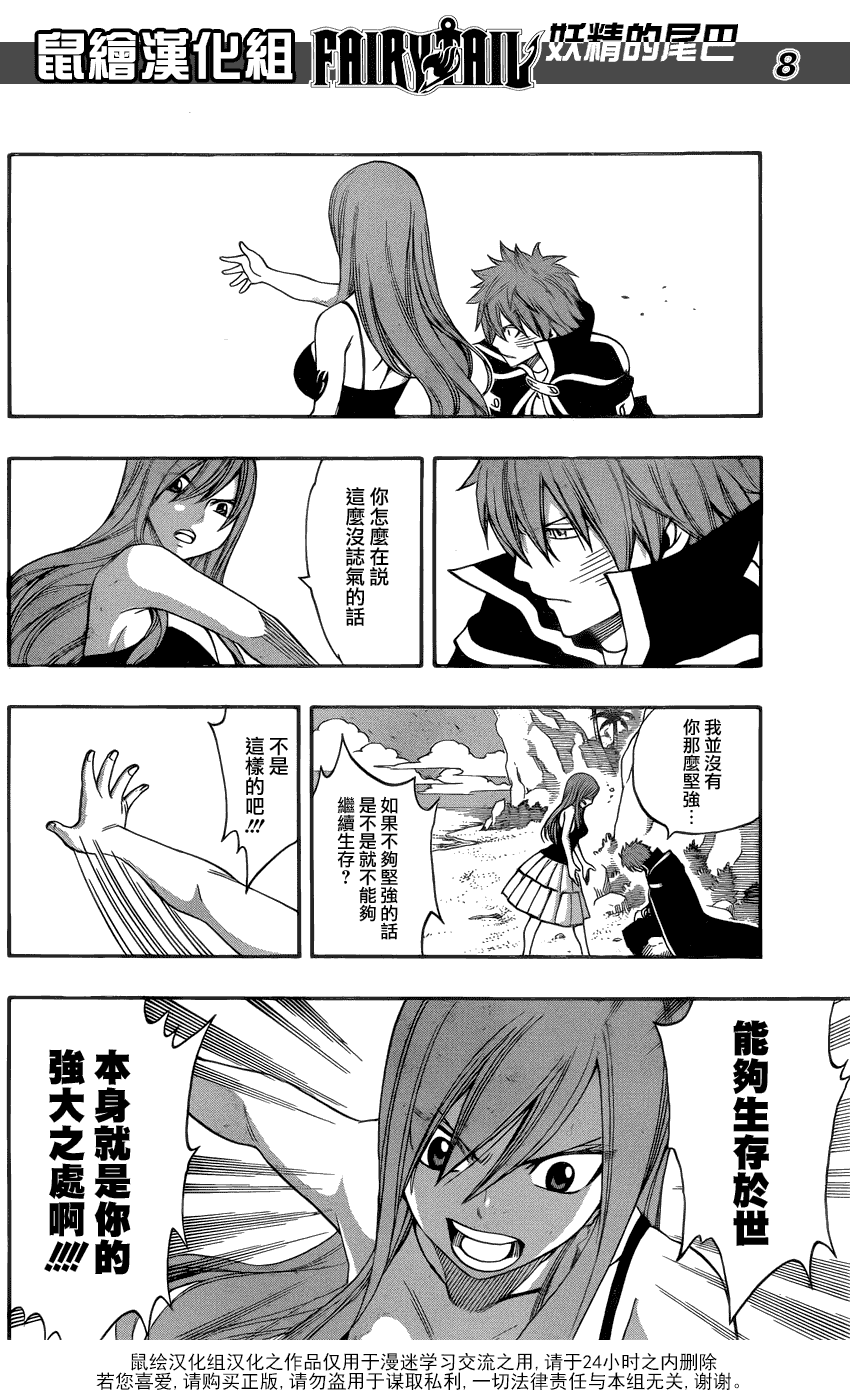 鼠繪漢化組
FAIRY TAIL
妖精的尾巴
8
你怎麼在説
這麼沒誌氣的話
我並沒有
你那麼堅強…
如果不夠堅強的話
是不是就不能夠
繼續生存?
不是
這樣的吧!!!
能夠生存於世
本身就是你的
強大之處啊!!!!
鼠绘汉化组汉化之作品仅用于漫迷学习交流之用, 请于24小时之内删除
若您喜爱, 请购买正版, 请勿盗用于谋取私利, 一切法律责任与本组无关, 谢谢。